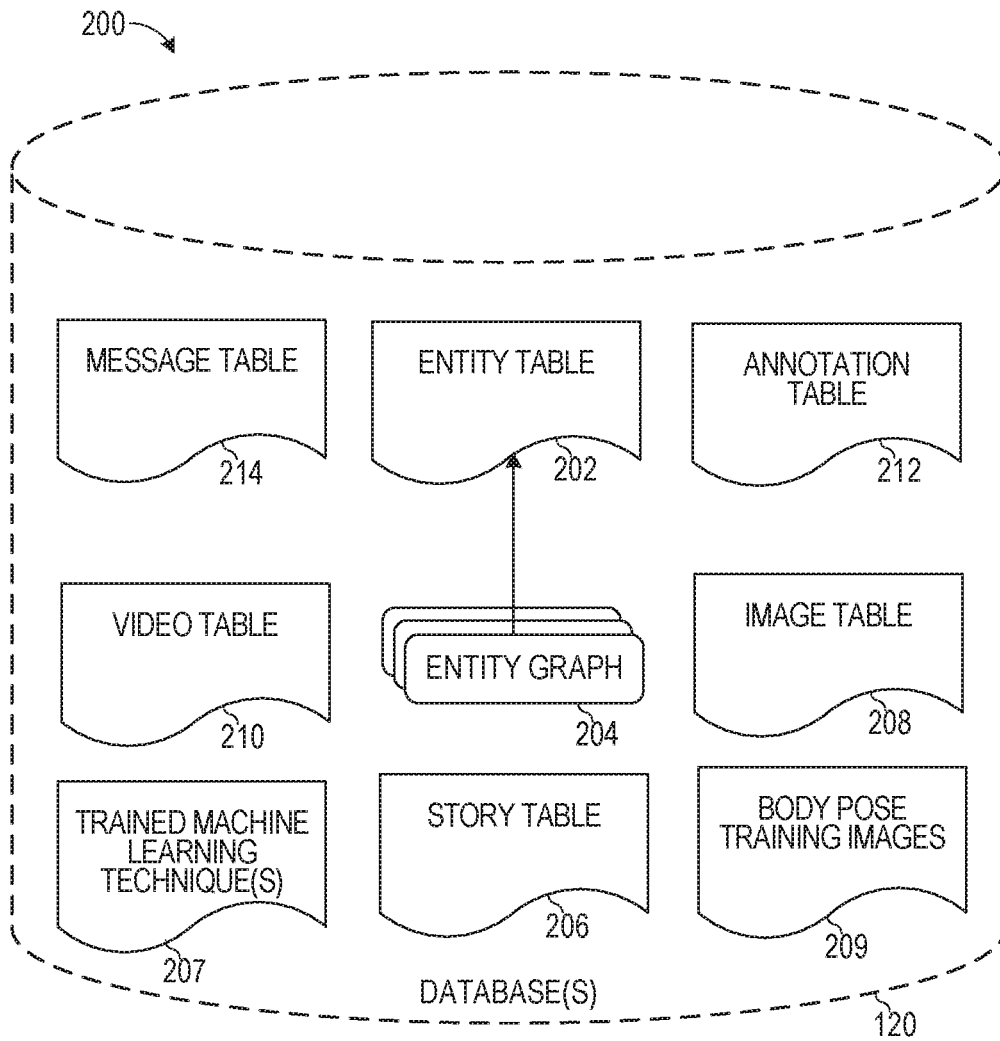 200
MESSAGE TABLE
214
ENTITY TABLE
202
ANNOTATION
TABLE
212
VIDEO TABLE
210
ENTITY GRAPH
204
IMAGE TABLE
208
TRAINED MACHINE
LEARNING
TECHNIQUE(S)
207
STORY TABLE
206
BODY POSE
TRAINING IMAGES
209
DATABASE(S)
120